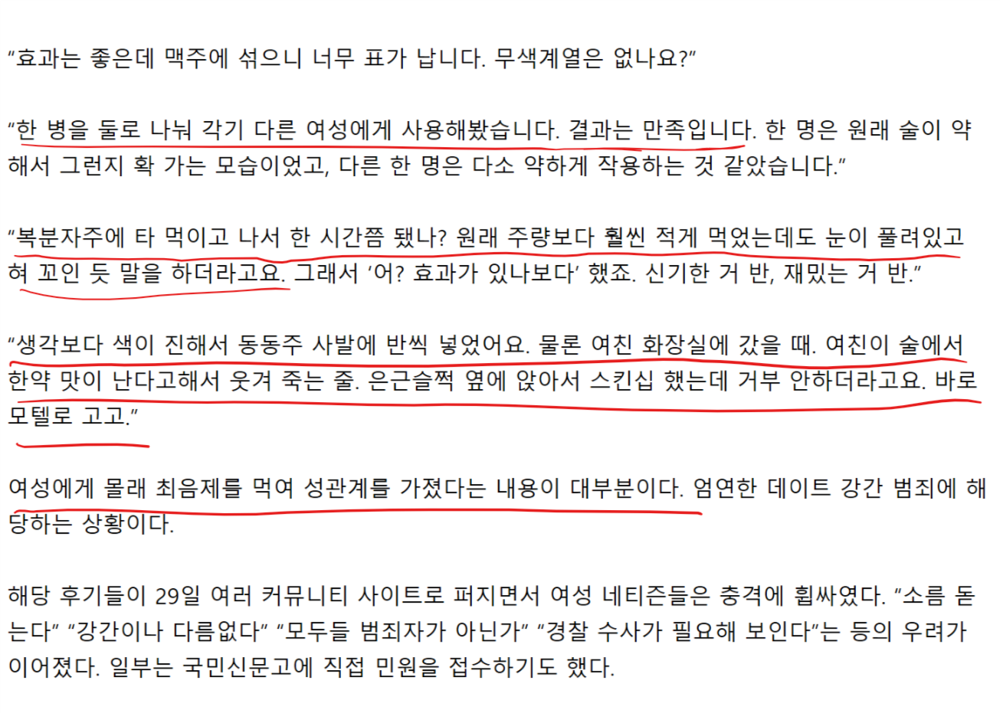 “효과는 좋은데 맥주에 섞으니 너무 표가 납니다. 무색계열은 없나요?”
“한 병을 둘로 나눠 각기 다른 여성에게 사용해봤습니다. 결과는 만족입니다. 한 명은 원래 술이 약
해서 그런지 확 가는 모습이었고, 다른 한 명은 다소 약하게 작용하는 것 같았습니다.”
“복분자주에 타 먹이고 나서 한 시간쯤 됐나? 원래 주량보다 훨씬 적게 먹었는데도 눈이 풀려있고
혀 꼬인 듯 말을 하더라고요. 그래서 ‘어? 효과가 있나보다’ 했죠. 신기한 거 반, 재밌는 거 반.”
“생각보다 색이 진해서 동동주 사발에 반씩 넣었어요. 물론 여친 화장실에 갔을 때. 여친이 술에서
한약 맛이 난다고해서 웃겨 죽는 줄. 은근슬쩍 옆에 앉아서 스킨십 했는데 거부 안하더라고요. 바로
모텔로 고고.”
여성에게 몰래 최음제를 먹여 성관계를 가졌다는 내용이 대부분이다. 엄연한 데이트 강간 범죄에 해
당하는 상황이다.
해당 후기들이 29일 여러 커뮤니티 사이트로 퍼지면서 여성 네티즌들은 충격에 휩싸였다. “소름 돋
는다” “강간이나 다름없다” “모두들 범죄자가 아닌가” “경찰 수사가 필요해 보인다”는 등의 우려가
이어졌다. 일부는 국민신문고에 직접 민원을 접수하기도 했다.